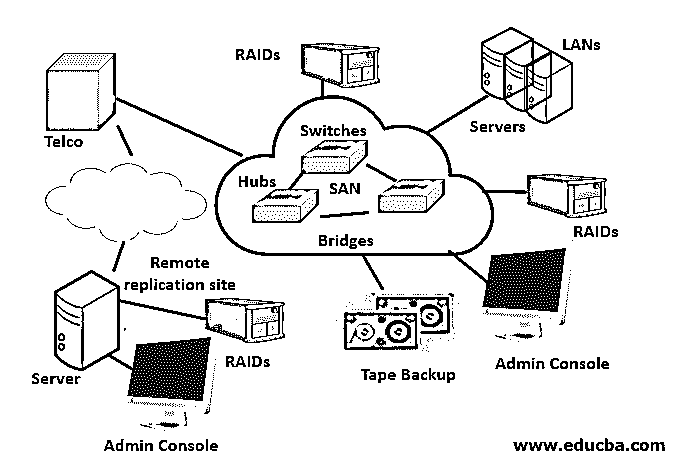 RAIDs
LANs
Servers
Telco
Switches
Hubs
SAN
Bridges
RAIDs
Remote
replication site
RAIDs
Server
Admin Console
Tape Backup
Admin Console
www.educba.com